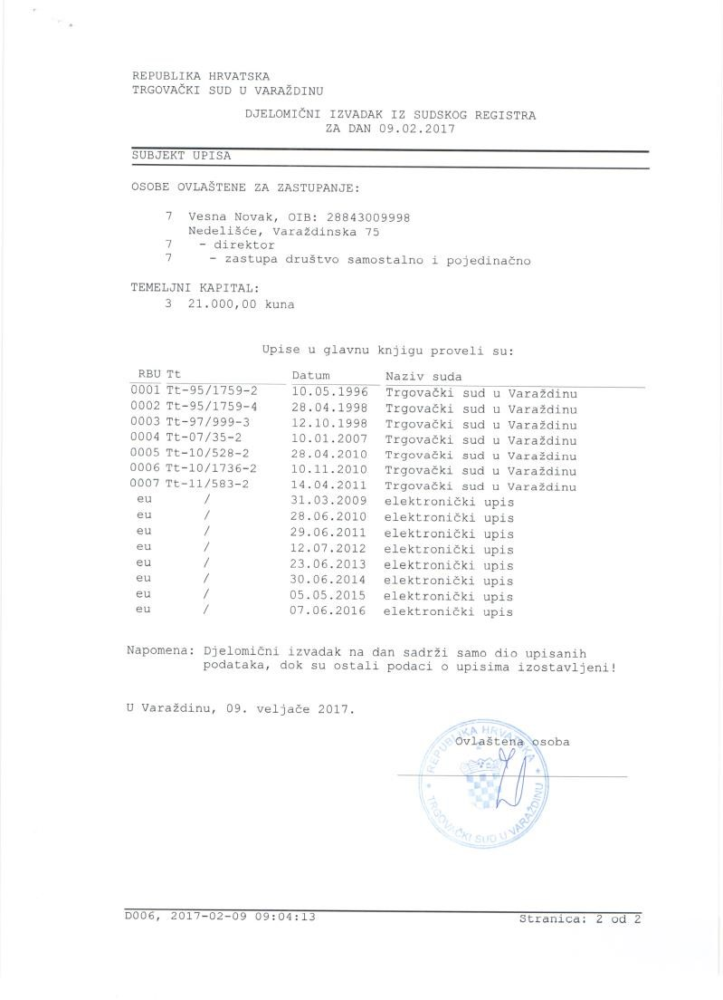 REPUBLIKA HRVATSKA
TRGOVAČKI SUD U VARAŽDINU
DJELOMIČNI IZVADAK IZ SUDSKOG REGISTRA
ZA DAN 09.02.2017
SUBJEKT UPISA
OSOBE OVLAŠTENE ZA ZASTUPANJE:
7 Vesna Novak, OIB: 28843009998
Nedelišće, Varaždinska 75
7 - direktor
7 - zastupa društvo samostalno i pojedinačno
TEMELJNI KAPITAL:
3 21.000,00 kuna
Upise u glavnu knjigu proveli su:
RBU Tt Datum Naziv suda
0001 Tt-95/1759-2 10.05.1996 Trgovački sud u Varaždinu
0002 Tt-95/1759-4 28.04.1998 Trgovački sud u Varaždinu
0003 Tt-97/999-3 12.10.1998 Trgovački sud u Varaždinu
0004 Tt-07/35-2 10.01.2007 Trgovački sud u Varaždinu
0005 Tt-10/528-2 28.04.2010 Trgovački sud u Varaždinu
0006 Tt-10/1736-2 10.11.2010 Trgovački sud u Varaždinu
0007 Tt-11/583-2 14.04.2011 Trgovački sud u Varaždinu
eu / 31.03.2009 elektronički upis
eu / 28.06.2010 elektronički upis
eu / 29.06.2011 elektronički upis
eu / 12.07.2012 elektronički upis
eu / 23.06.2013 elektronički upis
eu / 30.06.2014 elektronički upis
eu / 05.05.2015 elektronički upis
eu / 07.06.2016 elektronički upis
Napomena: Djelomični izvadak na dan sadrži samo dio upisanih
podataka, dok su ostali podaci o upisima izostavljeni!
U Varaždinu, 09. veljače 2017.
Ovlaštena osoba
REPUBLIKA HRVATSKA
TRGOVAČKI SUD U VARAŽDINU
D006, 2017-02-09 09:04:13 Stranica: 2 od 2